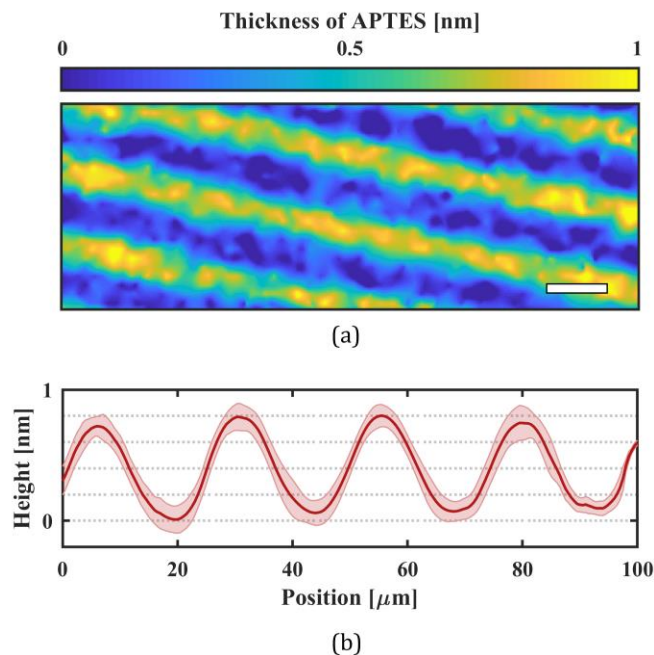 Thickness of APTES [nm]
0 0.5 1
(a)
1
0
Height [nm]
0 20 40 60 80 100
Position [μm]
(b)